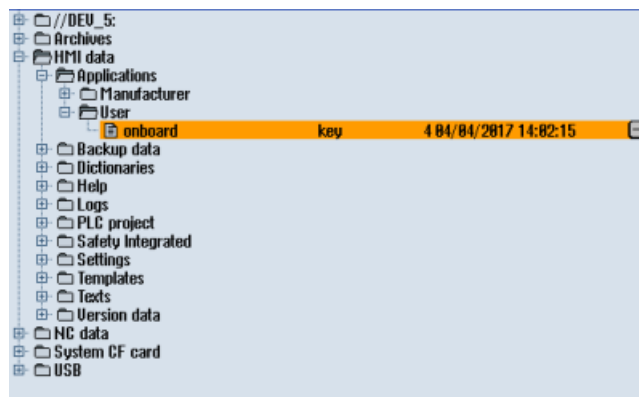 //DEV_5:
Archives
HMI data
Applications
Manufacturer
User
onboard key 4 04/04/2017 14:02:15
Backup data
Dictionaries
Help
Logs
PLC project
Safety Integrated
Settings
Templates
Texts
Version data
NC data
System CF card
USB